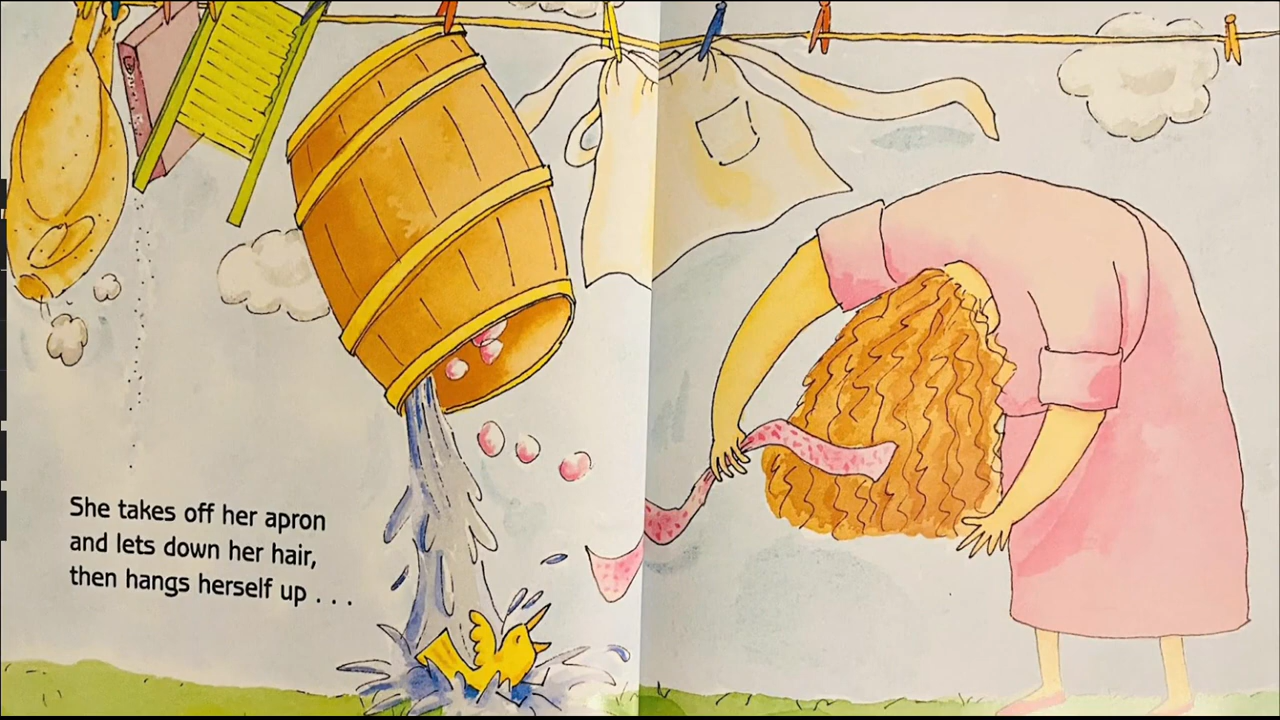 She takes off her apron
and lets down her hair,
then hangs herself up . . .